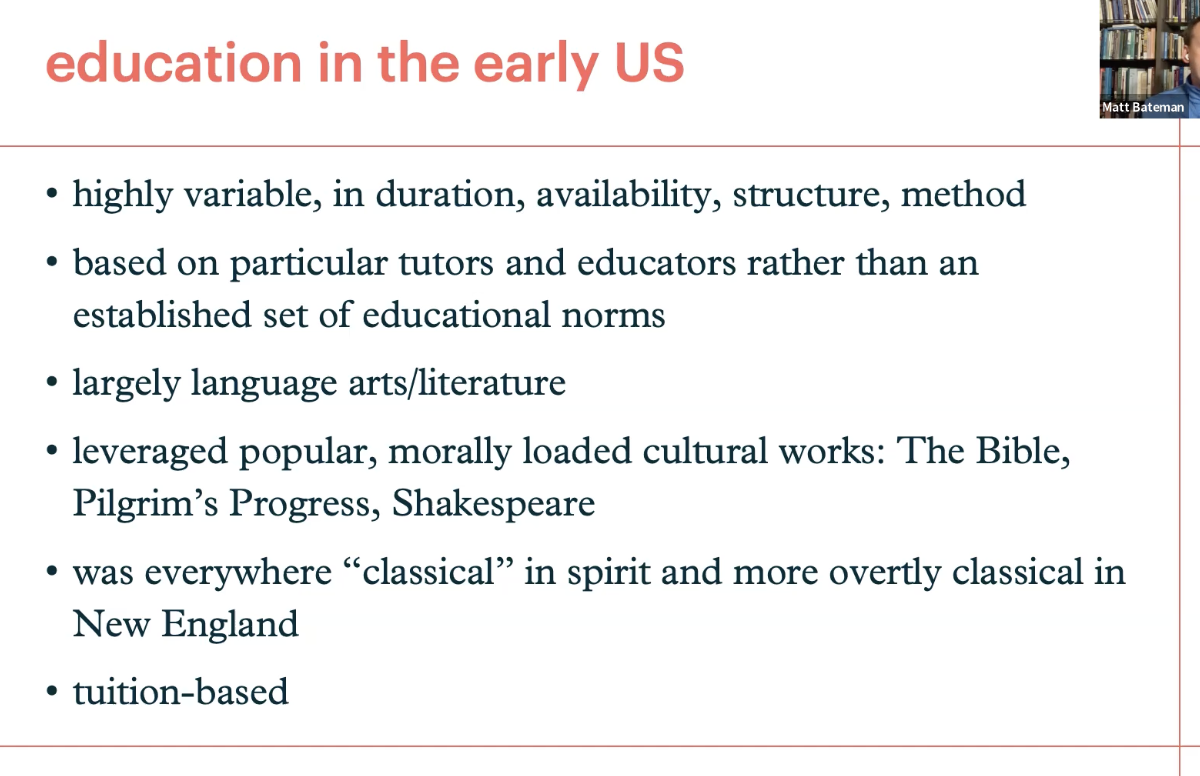 education in the early US
Matt Bateman
• highly variable, in duration, availability, structure, method
• based on particular tutors and educators rather than an
established set of educational norms
• largely language arts/literature
• leveraged popular, morally loaded cultural works: The Bible,
Pilgrim’s Progress, Shakespeare
• was everywhere “classical” in spirit and more overtly classical in
New England
• tuition-based